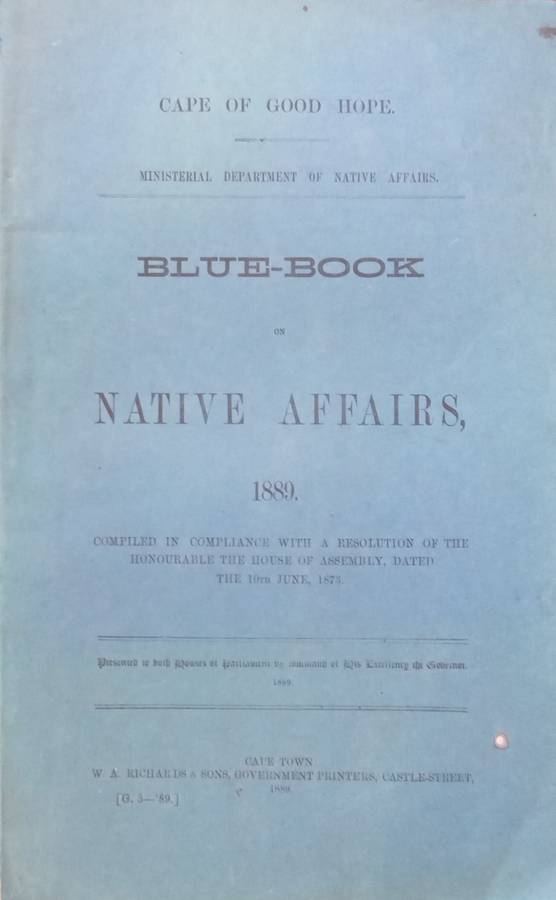 CAPE OF GOOD HOPE.
MINISTERIAL DEPARTMENT OF NATIVE AFFAIRS.
BLUE-BOOK
ON
NATIVE AFFAIRS,
1889.
COMPILED IN COMPLIANCE WITH A RESOLUTION OF THE
HONOURABLE THE HOUSE OF ASSEMBLY, DATED
THE 10TH JUNE, 1873.
Presented to both Houses of Parliament by command of His Excellency the Governor.
1889.
CAPE TOWN
W. A. RICHARDS & SONS, GOVERNMENT PRINTERS, CASTLE-STREET,
1889.
[G. 3—'89.]